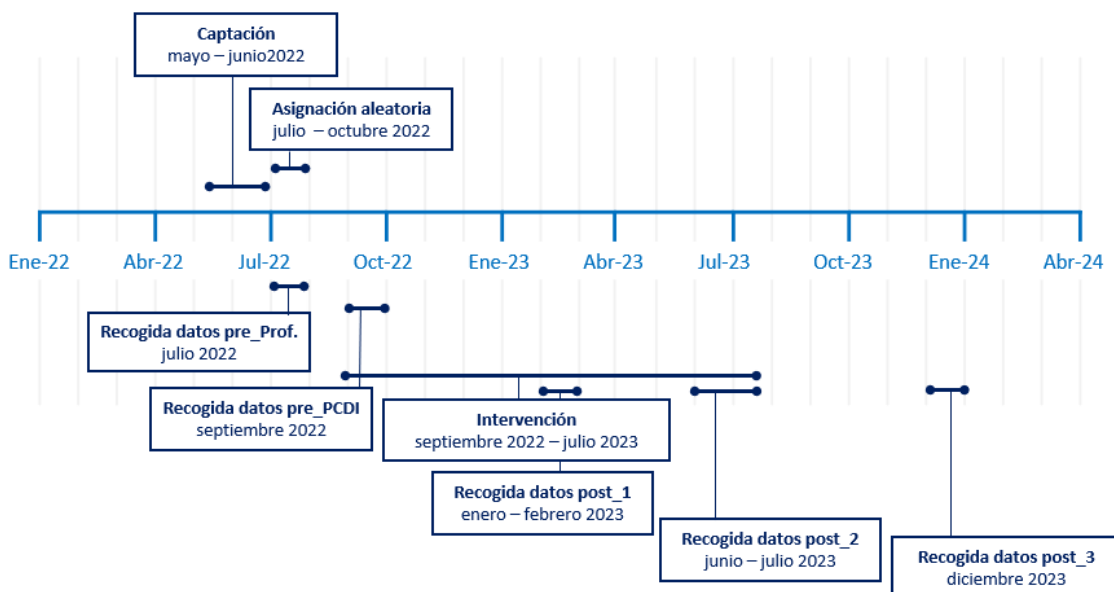 Captación
mayo – junio2022
Asignación aleatoria
julio – octubre 2022
Ene-22 Abr-22 Jul-22 Oct-22 Ene-23 Abr-23 Jul-23 Oct-23 Ene-24 Abr-24
Recogida datos pre_Prof.
julio 2022
Recogida datos pre_PCDI
septiembre 2022
Intervención
septiembre 2022 – julio 2023
Recogida datos post_1
enero – febrero 2023
Recogida datos post_2
junio – julio 2023
Recogida datos post_3
diciembre 2023